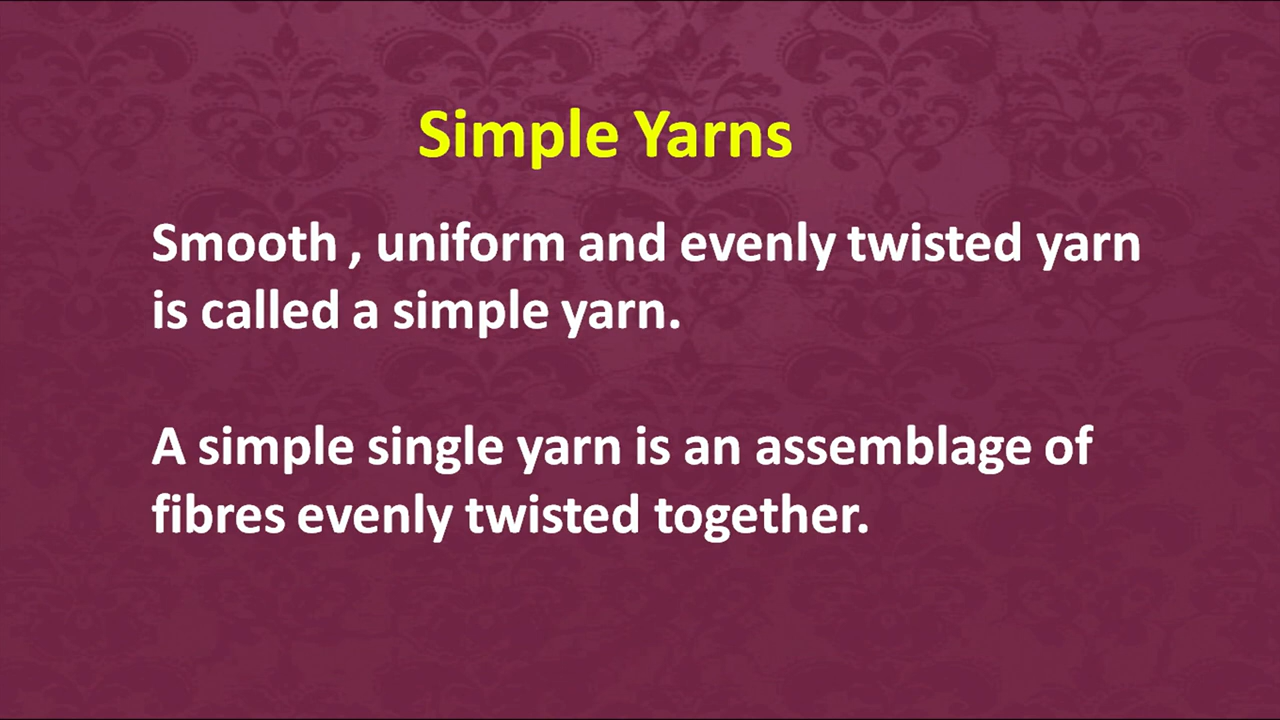 Simple Yarns
Smooth , uniform and evenly twisted yarn
is called a simple yarn.
A simple single yarn is an assemblage of
fibres evenly twisted together.